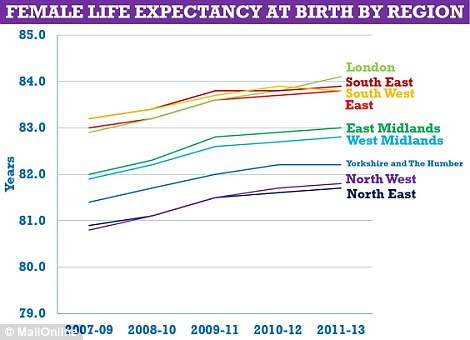 FEMALE LIFE EXPECTANCY AT BIRTH BY REGION
85.0
84.0
83.0
82.0
81.0
80.0
79.0
Years
London
South East
South West
East
East Midlands
West Midlands
Yorkshire and The Humber
North West
North East
2007-09 2008-10 2009-11 2010-12 2011-13
© MailOnline